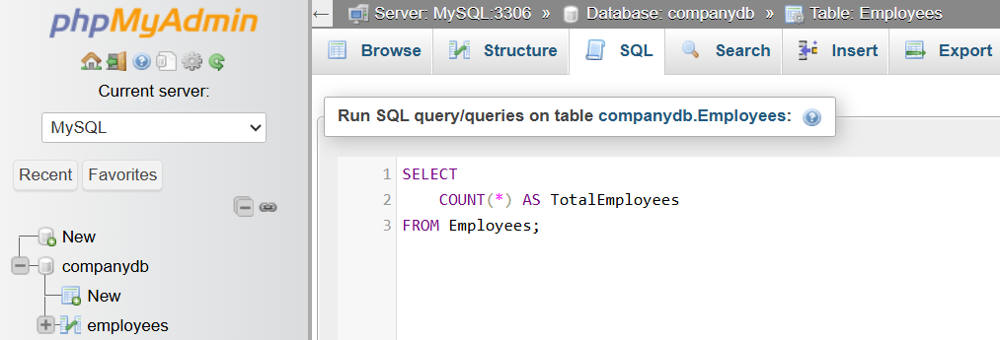 phpMyAdmin
Current server:
MySQL
Recent Favorites
New
companydb
New
employees
← Server: MySQL:3306 » Database: companydb » Table: Employees
Browse Structure SQL Search Insert Export
Run SQL query/queries on table companydb.Employees:
1 SELECT
2 COUNT(*) AS TotalEmployees
3 FROM Employees;